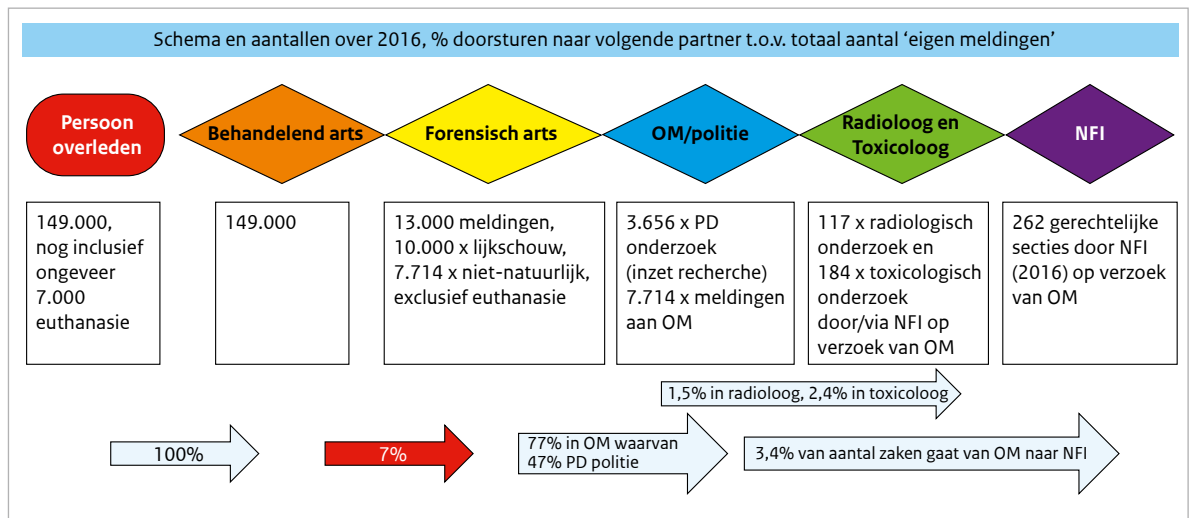 Schema en aantallen over 2016, % doorsturen naar volgende partner t.o.v. totaal aantal ‘eigen meldingen’
Persoon
overleden
Behandelend arts
Forensisch arts
OM/politie
Radioloog en
Toxicoloog
NFI
149.000,
nog inclusief
ongeveer
7.000
euthanasie
149.000
13.000 meldingen,
10.000 x lijkschouw,
7.714 x niet-natuurlijk,
exclusief euthanasie
3.656 x PD
onderzoek
(inzet recherche)
7.714 x meldingen
aan OM
117 x radiologisch
onderzoek en
184 x toxicologisch
onderzoek
door/via NFI op
verzoek van OM
262 gerechtelijke
secties door NFI
(2016) op verzoek
van OM
1,5% in radioloog, 2,4% in toxicoloog
100%
7%
77% in OM waarvan
47% PD politie
3,4% van aantal zaken gaat van OM naar NFI